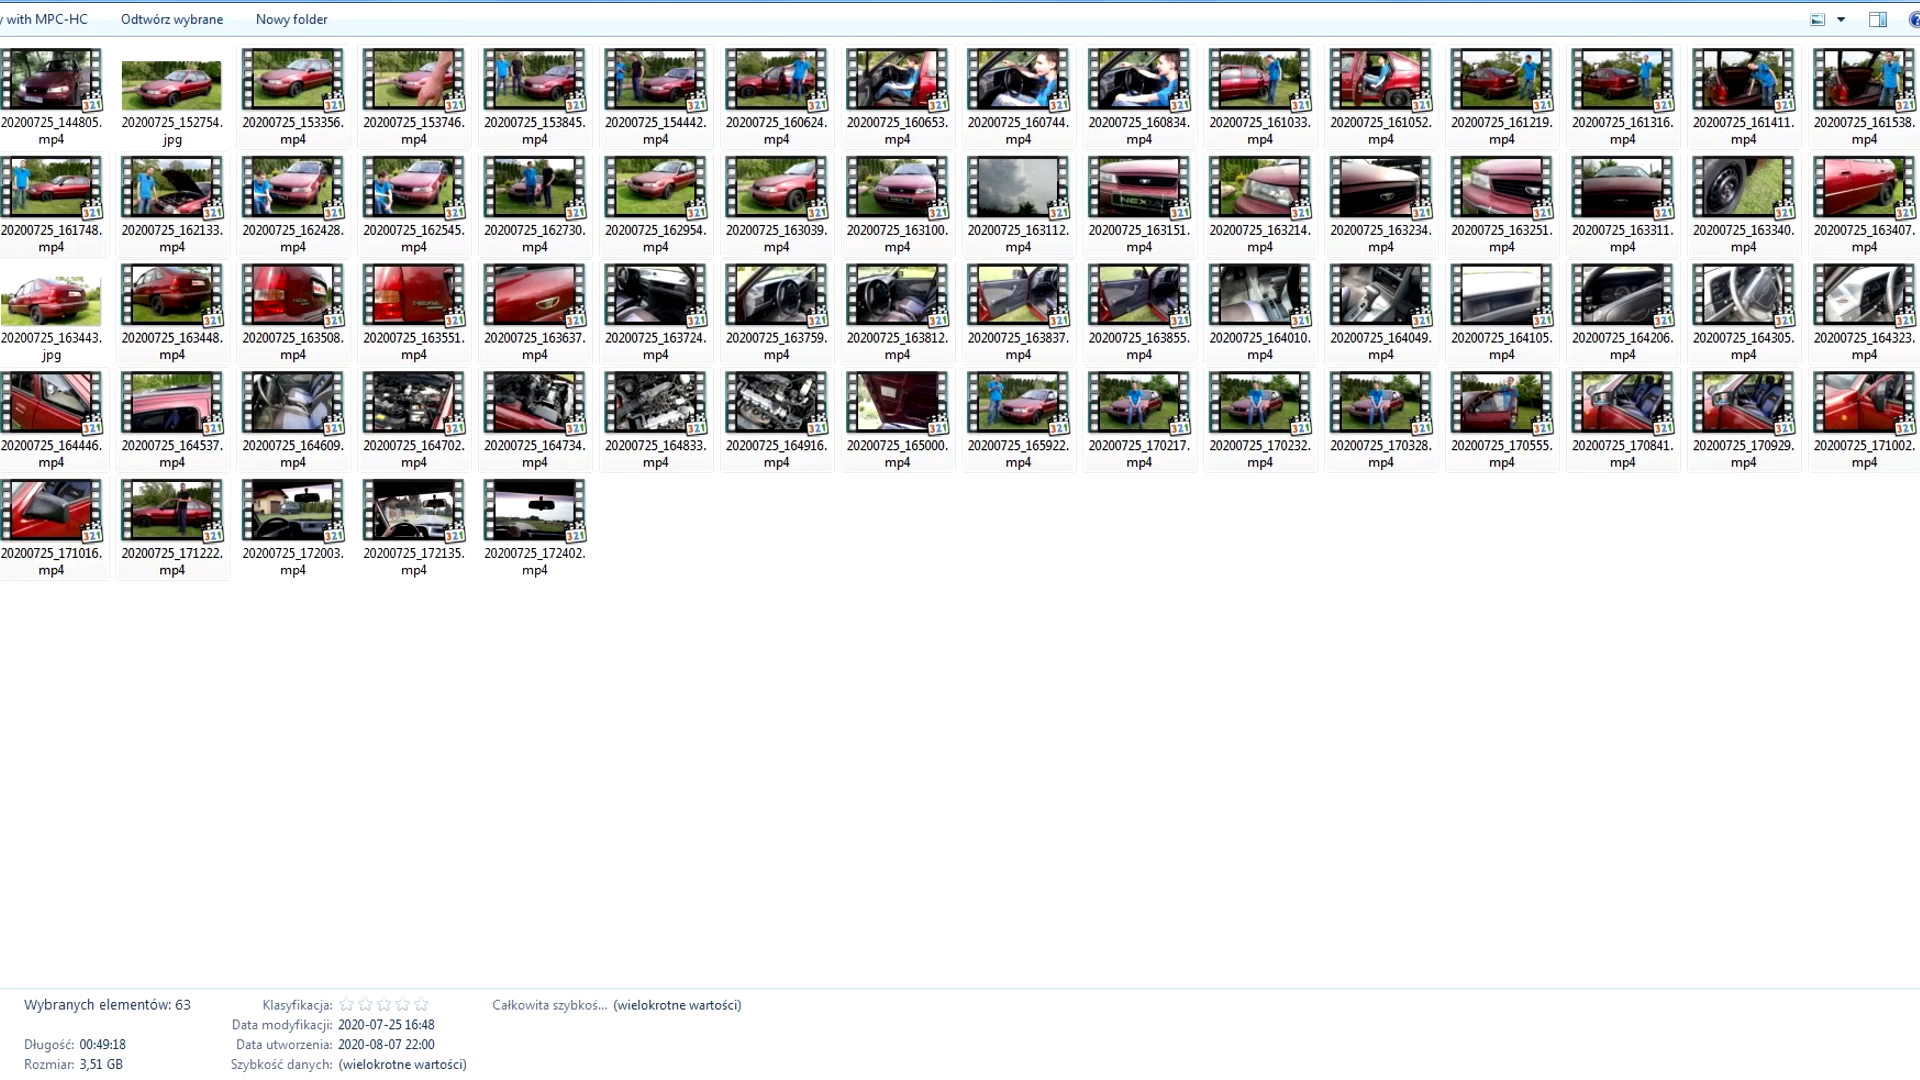 y with MPC-HC Odtwórz wybrane Nowy folder
20200725_144805.mp4 20200725_152754.jpg 20200725_153356.mp4 20200725_153746.mp4 20200725_153845.mp4 20200725_154442.mp4 20200725_160624.mp4 20200725_160653.mp4 20200725_160744.mp4 20200725_160834.mp4 20200725_161033.mp4 20200725_161052.mp4 20200725_161219.mp4 20200725_161316.mp4 20200725_161411.mp4 20200725_161538.mp4
20200725_161748.mp4 20200725_162133.mp4 20200725_162428.mp4 20200725_162545.mp4 20200725_162730.mp4 20200725_162954.mp4 20200725_163039.mp4 20200725_163100.mp4 20200725_163112.mp4 20200725_163151.mp4 20200725_163214.mp4 20200725_163234.mp4 20200725_163251.mp4 20200725_163311.mp4 20200725_163340.mp4 20200725_163407.mp4
20200725_163443.jpg 20200725_163448.mp4 20200725_163508.mp4 20200725_163551.mp4 20200725_163637.mp4 20200725_163724.mp4 20200725_163759.mp4 20200725_163812.mp4 20200725_163837.mp4 20200725_163855.mp4 20200725_164010.mp4 20200725_164049.mp4 20200725_164105.mp4 20200725_164206.mp4 20200725_164305.mp4 20200725_164323.mp4
20200725_164446.mp4 20200725_164537.mp4 20200725_164609.mp4 20200725_164702.mp4 20200725_164734.mp4 20200725_164833.mp4 20200725_164916.mp4 20200725_165000.mp4 20200725_165922.mp4 20200725_170217.mp4 20200725_170232.mp4 20200725_170328.mp4 20200725_170555.mp4 20200725_170841.mp4 20200725_170929.mp4 20200725_171002.mp4
20200725_171016.mp4 20200725_171222.mp4 20200725_172003.mp4 20200725_172135.mp4 20200725_172402.mp4
Wybranych elementów: 63 Klasyfikacja: Całkowita szybkoś... (wielokrotne wartości)
Data modyfikacji: 2020-07-25 16:48
Długość: 00:49:18 Data utworzenia: 2020-08-07 22:00
Rozmiar: 3,51 GB Szybkość danych: (wielokrotne wartości)